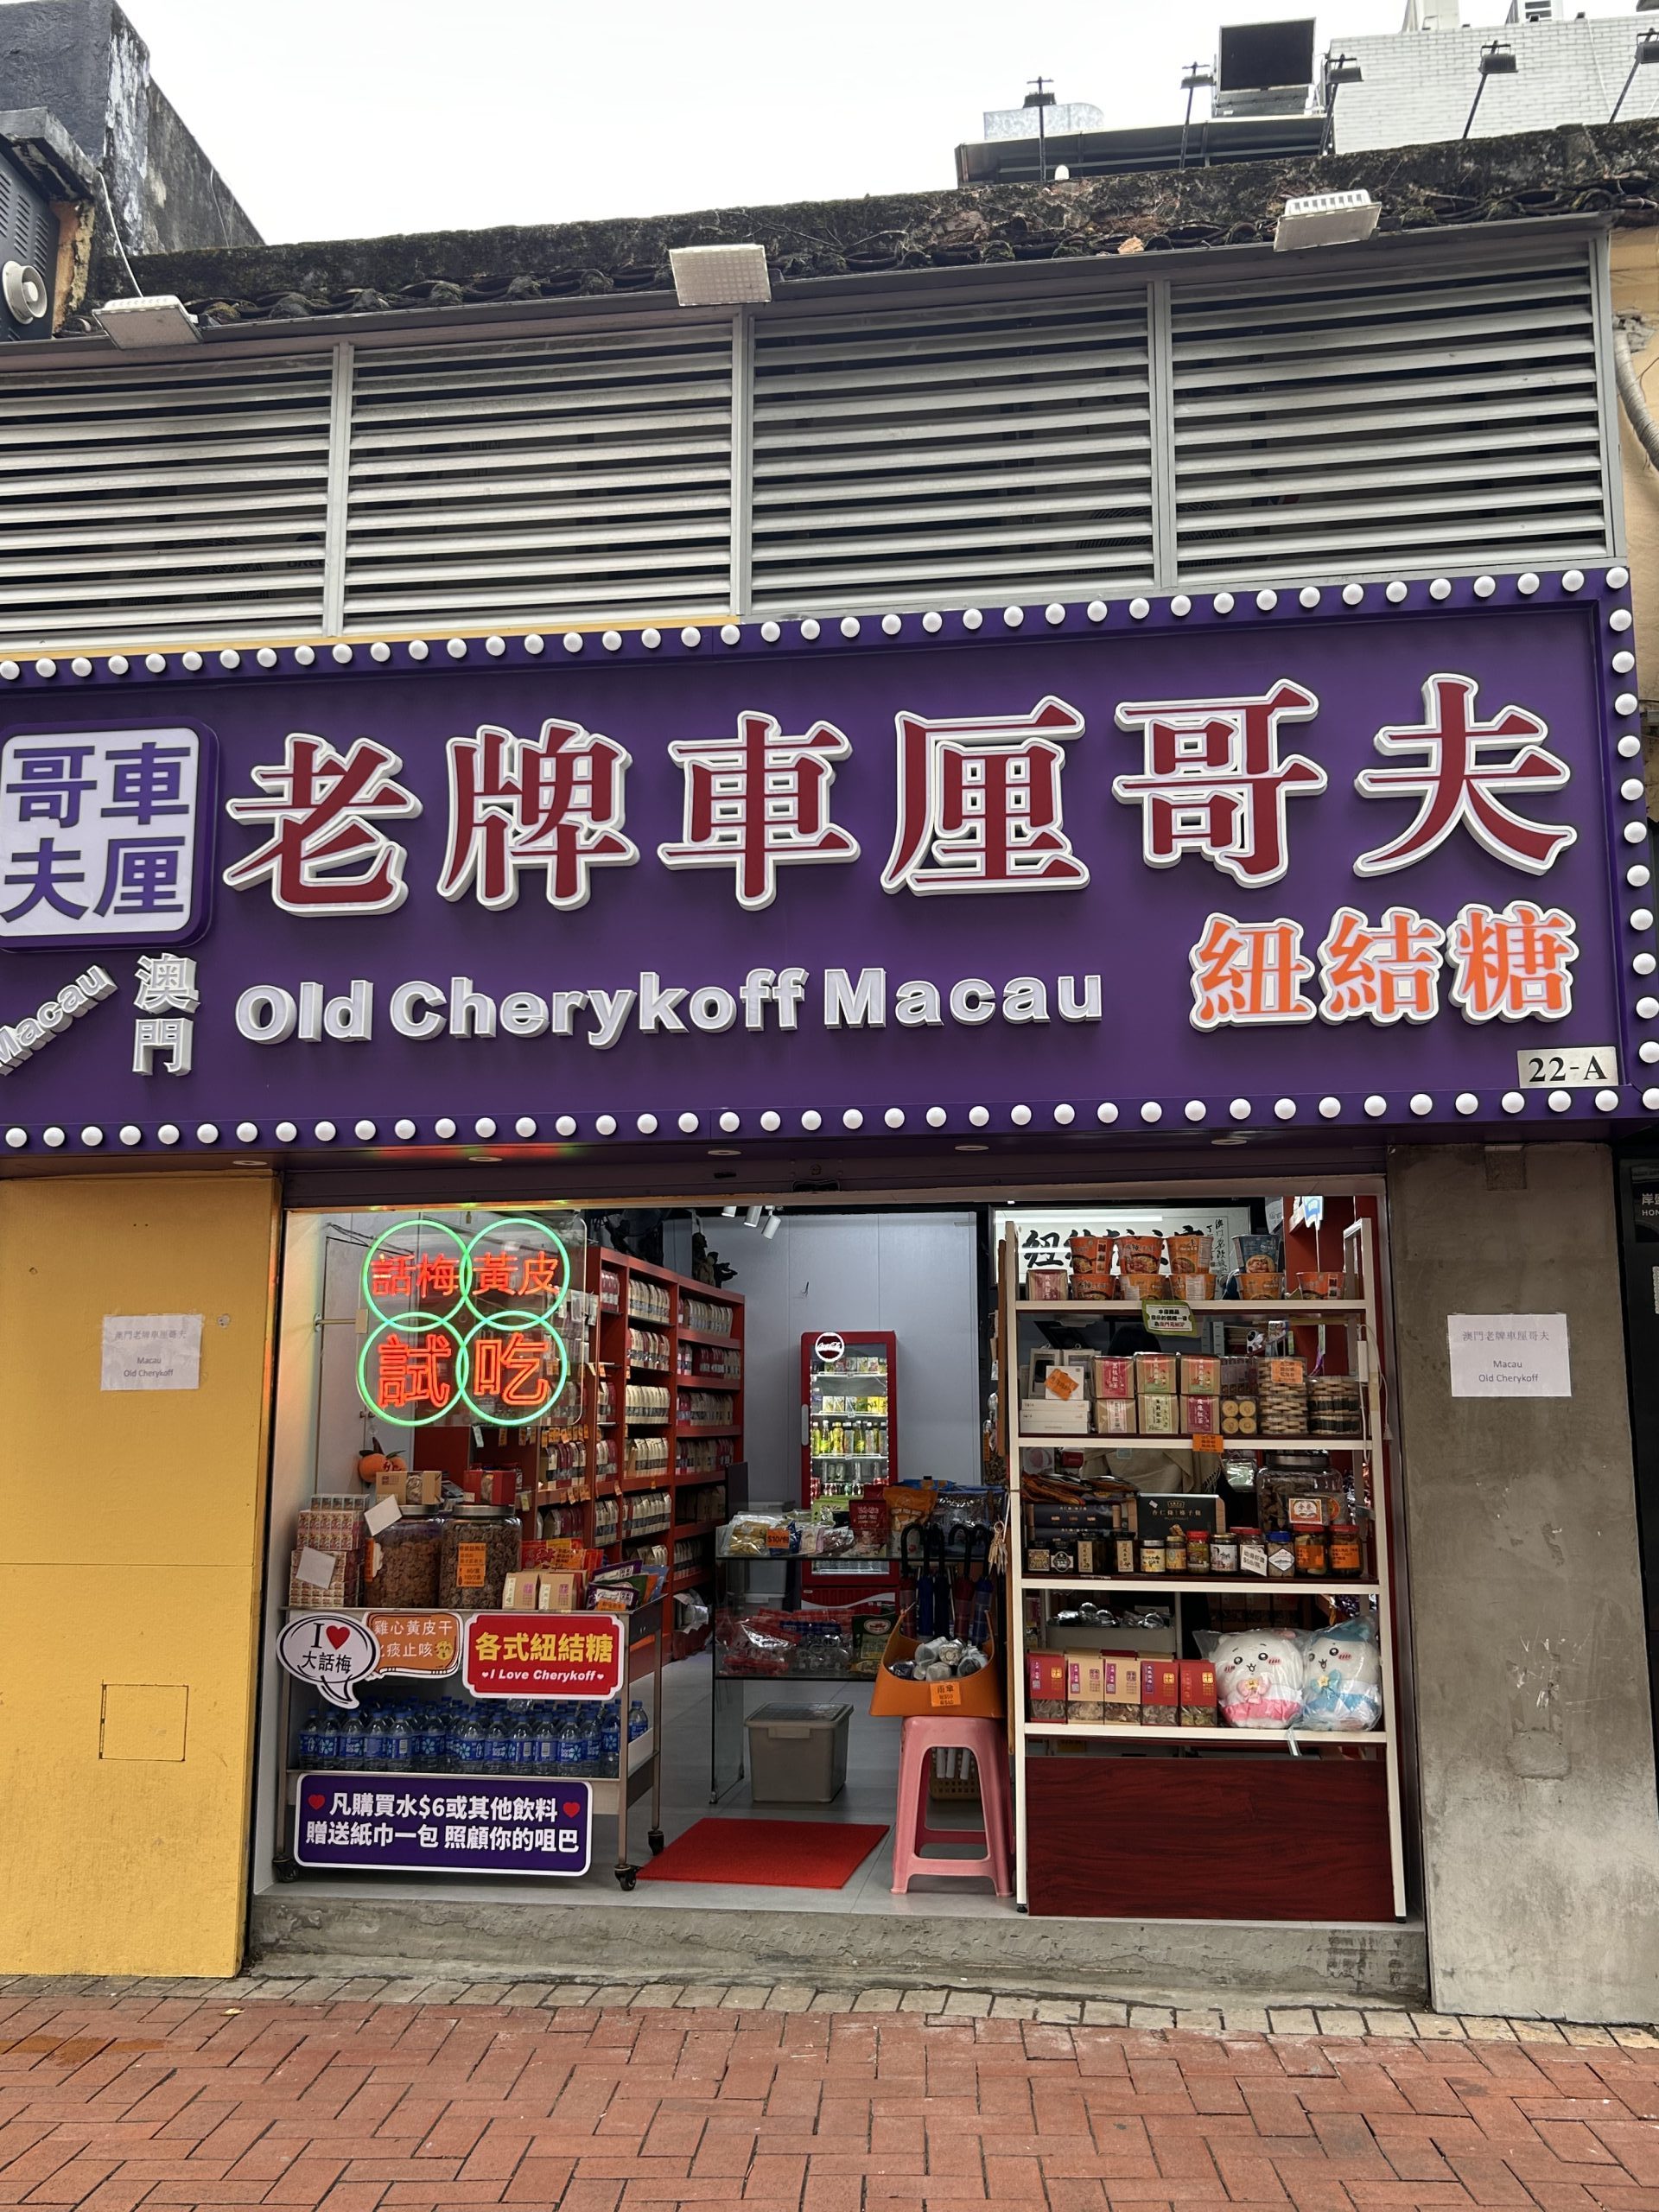 哥車
夫厘
老牌車厘哥夫
Macau
澳門
Old Cherykoff Macau
紐結糖
22-A
話梅 黃皮
試吃
澳門老牌車厘哥夫
Macau
Old Cherykoff
澳門老牌車厘哥夫
Macau
Old Cherykoff
I ♥
大話梅
雞心黃皮干
化痰止咳
各式紐結糖
♥I Love Cherykoff♥
♥凡購買水$6或其他飲料♥
贈送紙巾一包 照顧你的咀巴
雨傘